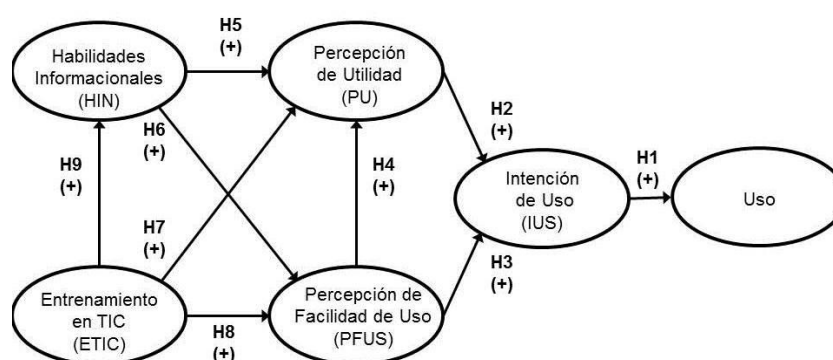 H5
(+)
Habilidades
Informacionales
(HIN)
Percepción
de Utilidad
(PU)
H6
(+)
H2
(+)
H9
(+)
H4
(+)
H1
(+)
Intención
de Uso
(IUS)
Uso
H7
(+)
H3
(+)
Entrenamiento
en TIC
(ETIC)
H8
(+)
Percepción de
Facilidad de Uso
(PFUS)